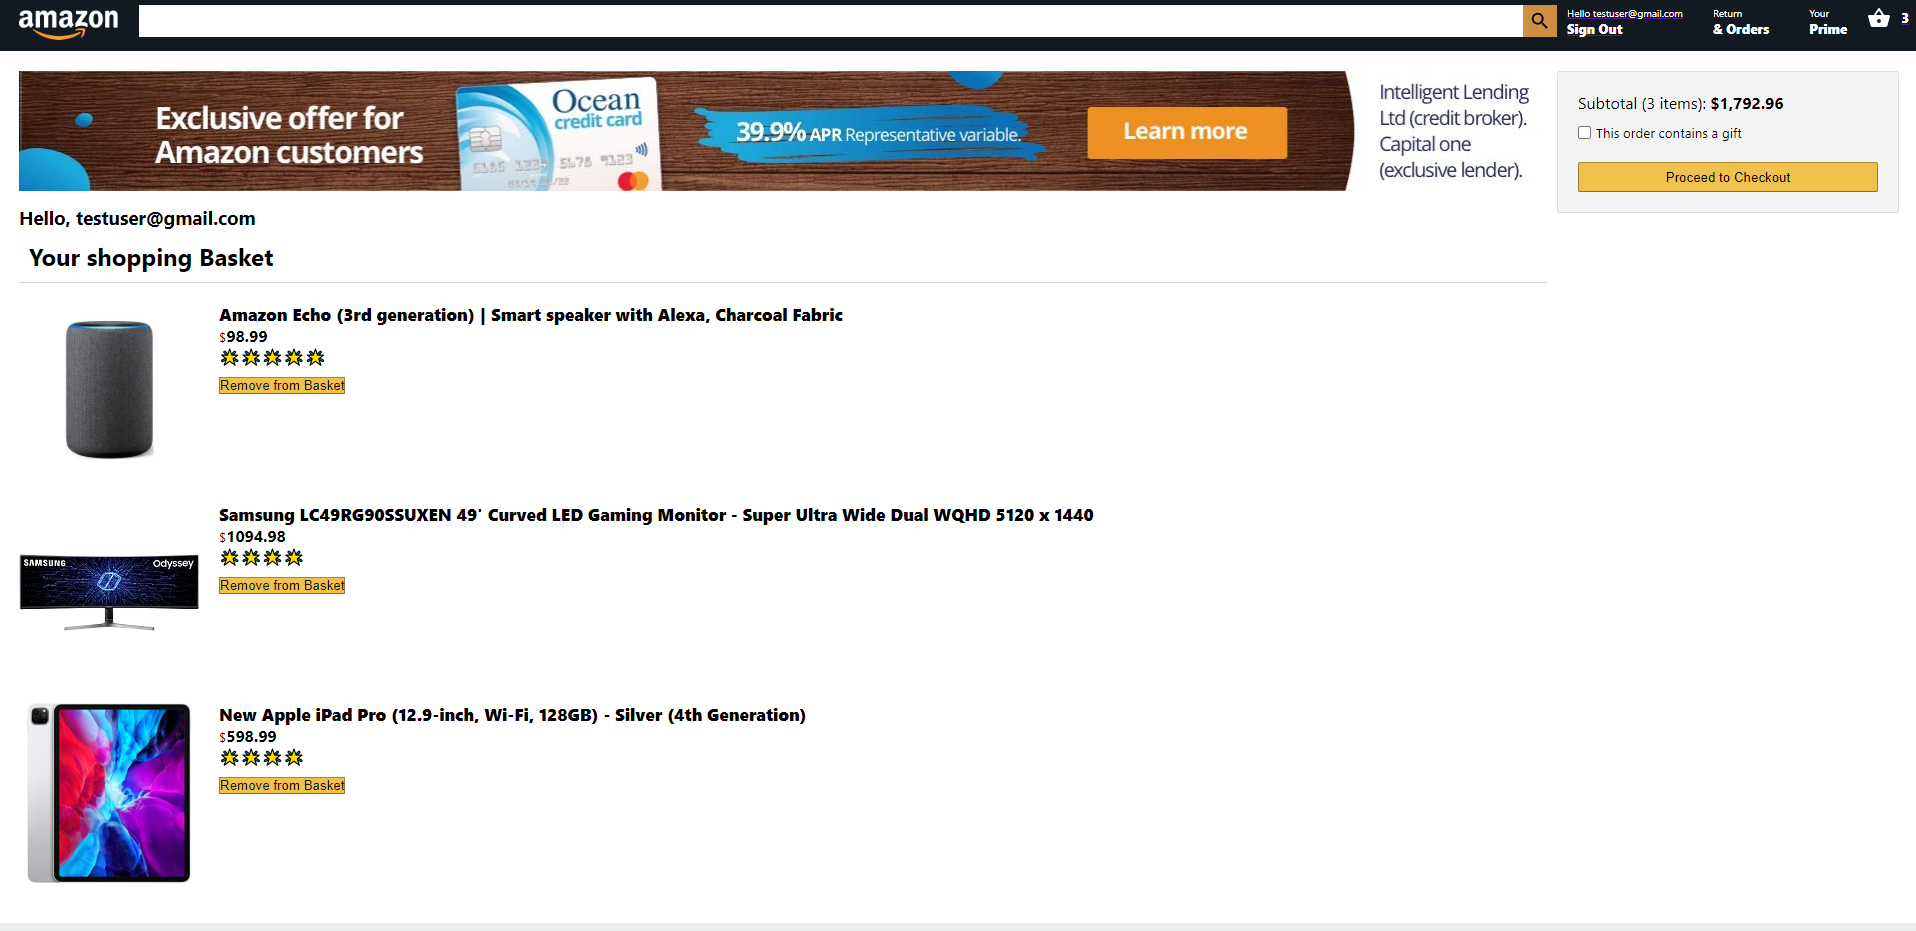 amazon
Hello testuser@gmail.com
Sign Out
Return
& Orders
Your
Prime
3
Exclusive offer for
Amazon customers
Ocean
credit card
39.9% APR Representative variable.
Learn more
Intelligent Lending
Ltd (credit broker).
Capital one
(exclusive lender).
Subtotal (3 items): $1,792.96
This order contains a gift
Proceed to Checkout
Hello, testuser@gmail.com
Your shopping Basket
Amazon Echo (3rd generation) | Smart speaker with Alexa, Charcoal Fabric
$98.99
Remove from Basket
Samsung LC49RG90SSUXEN 49' Curved LED Gaming Monitor - Super Ultra Wide Dual WQHD 5120 x 1440
$1094.98
Remove from Basket
SAMSUNG
Odyssey
New Apple iPad Pro (12.9-inch, Wi-Fi, 128GB) - Silver (4th Generation)
$598.99
Remove from Basket